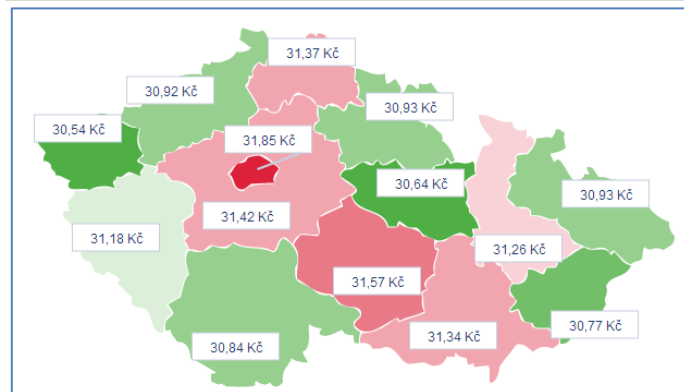 31,37 Kč
30,92 Kč
30,93 Kč
30,54 Kč
31,85 Kč
30,64 Kč
30,93 Kč
31,42 Kč
31,18 Kč
31,26 Kč
31,57 Kč
30,77 Kč
31,34 Kč
30,84 Kč